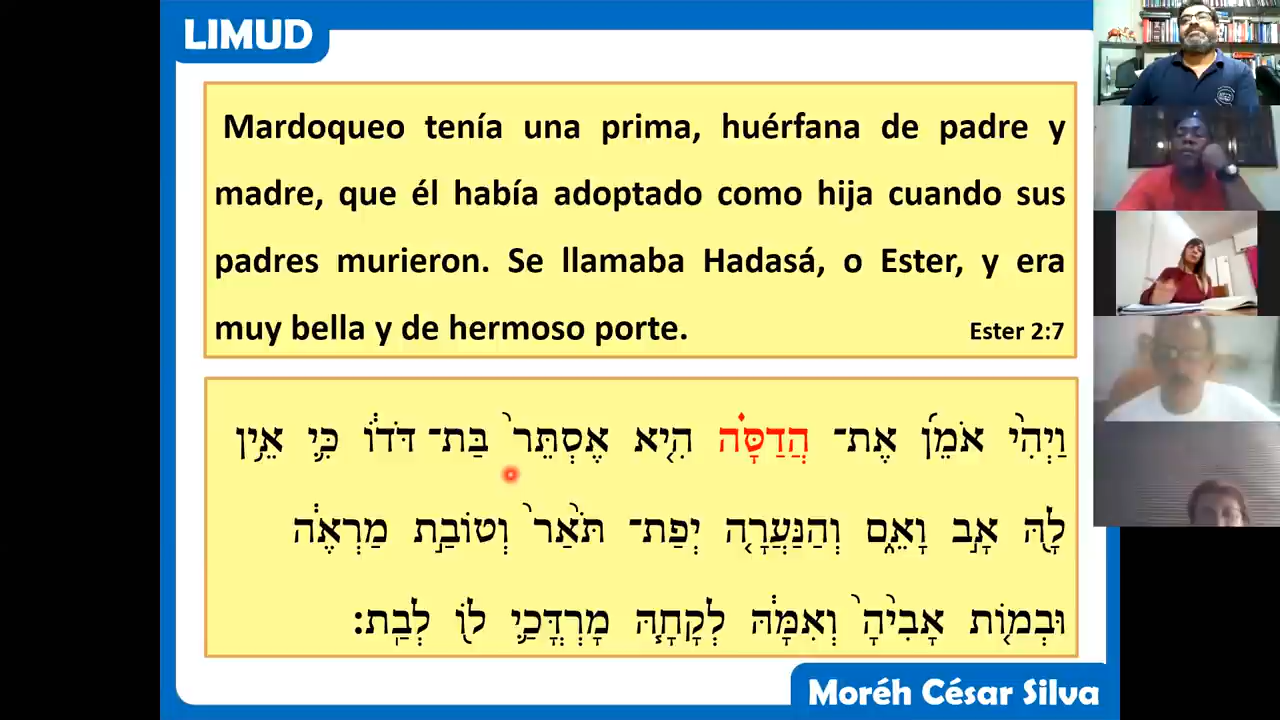 LIMUD
Mardoqueo tenía una prima, huérfana de padre y
madre, que él había adoptado como hija cuando sus
padres murieron. Se llamaba Hadasá, o Ester, y era
muy bella y de hermoso porte. Ester 2:7
וַיְהִ֨י אֹמֵ֜ן אֶת־ הֲדַסָּ֗ה הִ֤יא אֶסְתֵּר֙ בַּת־ דֹּד֔וֹ כִּ֛י אֵ֥ין
לָ֖הּ אָ֣ב וָאֵ֑ם וְהַנַּעֲרָ֤ה יְפַת־ תֹּ֙אַר֙ וְטוֹבַ֣ת מַרְאֶ֔ה
וּבְמ֤וֹת אָבִ֙יהָ֙ וְאִמָּ֔הּ לְקָחָ֧הּ מָרְדֳּכַ֛י ל֖וֹ לְבַֽת׃
Moréh César Silva